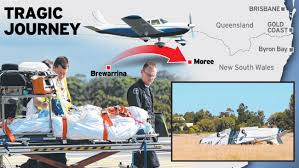 TRAGIC
JOURNEY
BRISBANE
Queensland
GOLD
COAST
Byron Bay
Moree
Brewarrina
New South Wales